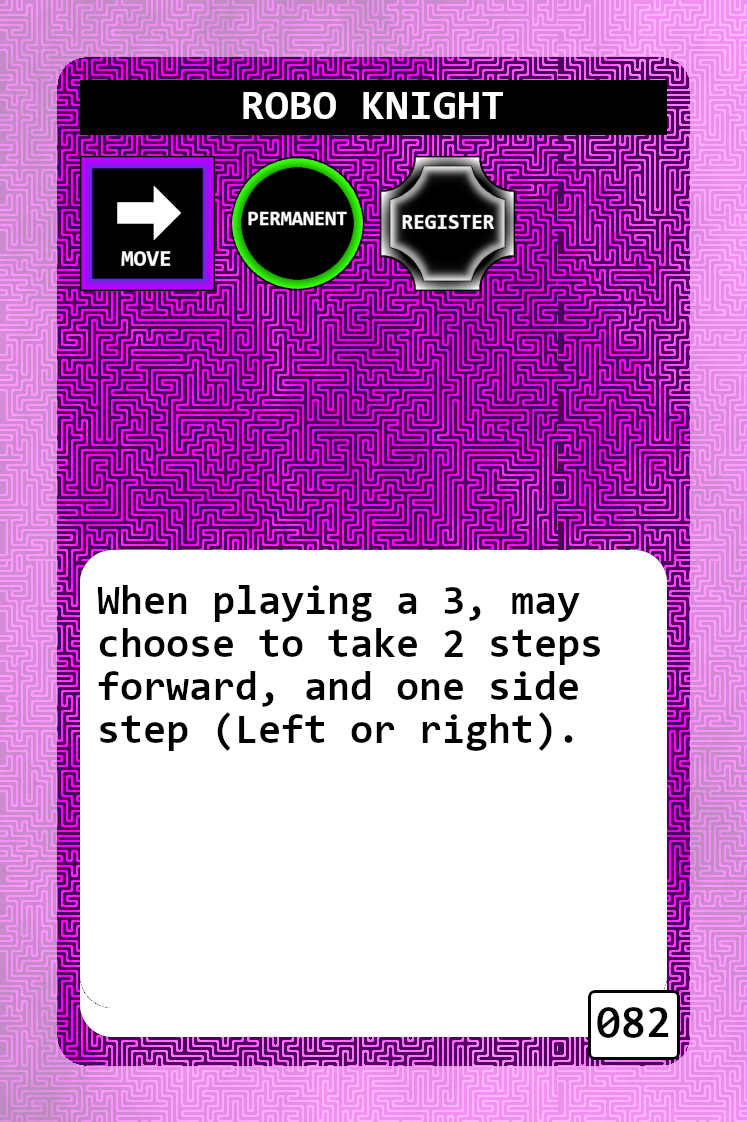 ROBO KNIGHT
MOVE
PERMANENT
REGISTER
When playing a 3, may
choose to take 2 steps
forward, and one side
step (Left or right).
082